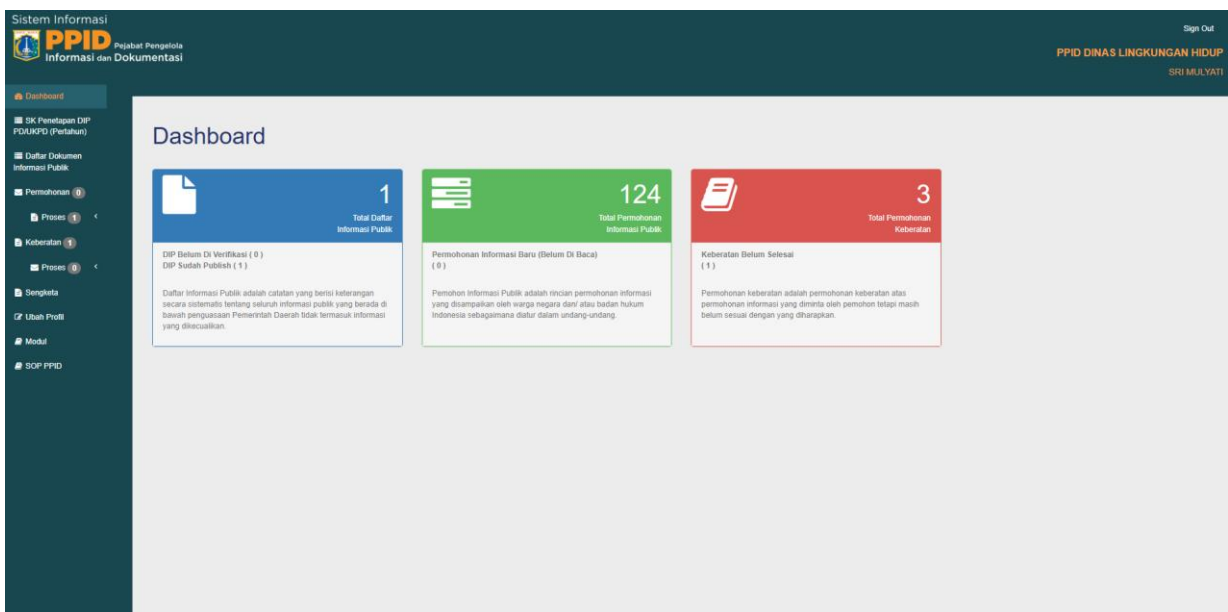 Sistem Informasi
PPID Pejabat Pengelola
Informasi dan Dokumentasi
Sign Out
PPID DINAS LINGKUNGAN HIDUP
SRI MULYATI
Dashboard
SK Penetapan DIP
PD/UKPD (Pertahun)
Daftar Dokumen
Informasi Publik
Permohonan 0
Proses 1
Keberatan 1
Proses 0
Sengketa
Ubah Profil
Modul
SOP PPID
Dashboard
1
Total Daftar
Informasi Publik
DIP Belum Di Verifikasi ( 0 )
DIP Sudah Publish ( 1 )
Daftar Informasi Publik adalah catatan yang berisi keterangan
secara sistematis tentang seluruh informasi publik yang berada di
bawah penguasaan Pemerintah Daerah tidak termasuk informasi
yang dikecualikan.
124
Total Permohonan
Informasi Publik
Permohonan Informasi Baru (Belum Di Baca)
( 0 )
Pemohon Informasi Publik adalah rincian permohonan informasi
yang disampaikan oleh warga negara dan/ atau badan hukum
Indonesia sebagaimana diatur dalam undang-undang.
3
Total Permohonan
Keberatan
Keberatan Belum Selesai
( 1 )
Permohonan keberatan adalah permohonan keberatan atas
permohonan informasi yang diminta oleh pemohon tetapi masih
belum sesuai dengan yang diharapkan.